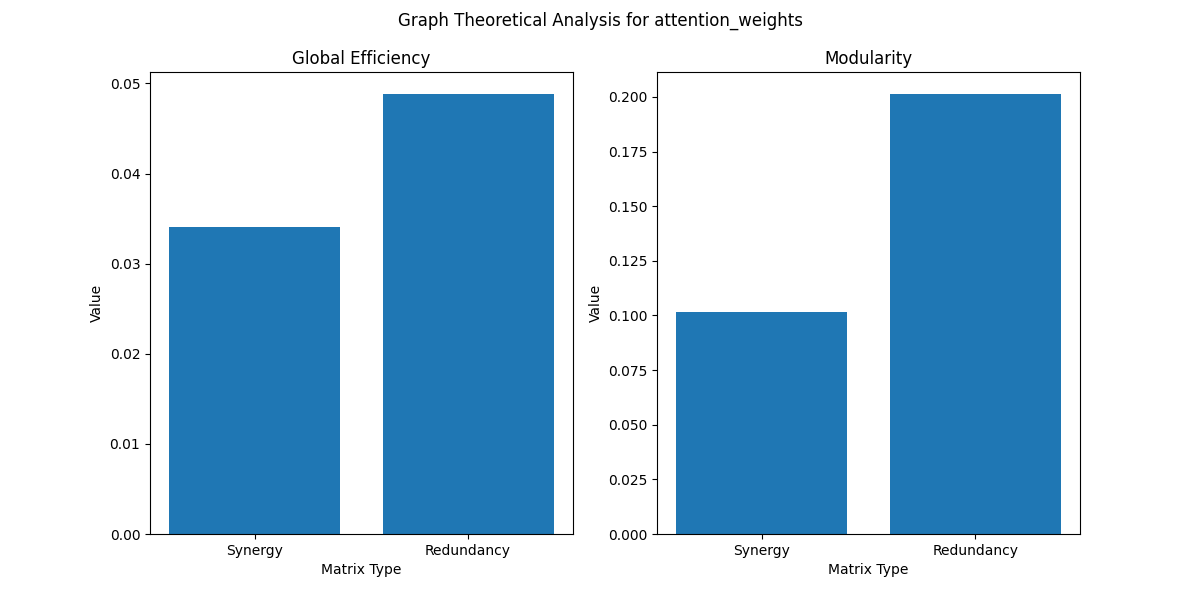 Graph Theoretical Analysis for attention_weights
Global Efficiency
0.05
0.04
0.03
0.02
0.01
0.00
Value
Synergy
Redundancy
Matrix Type
Modularity
0.200
0.175
0.150
0.125
0.100
0.075
0.050
0.025
0.000
Value
Synergy
Redundancy
Matrix Type